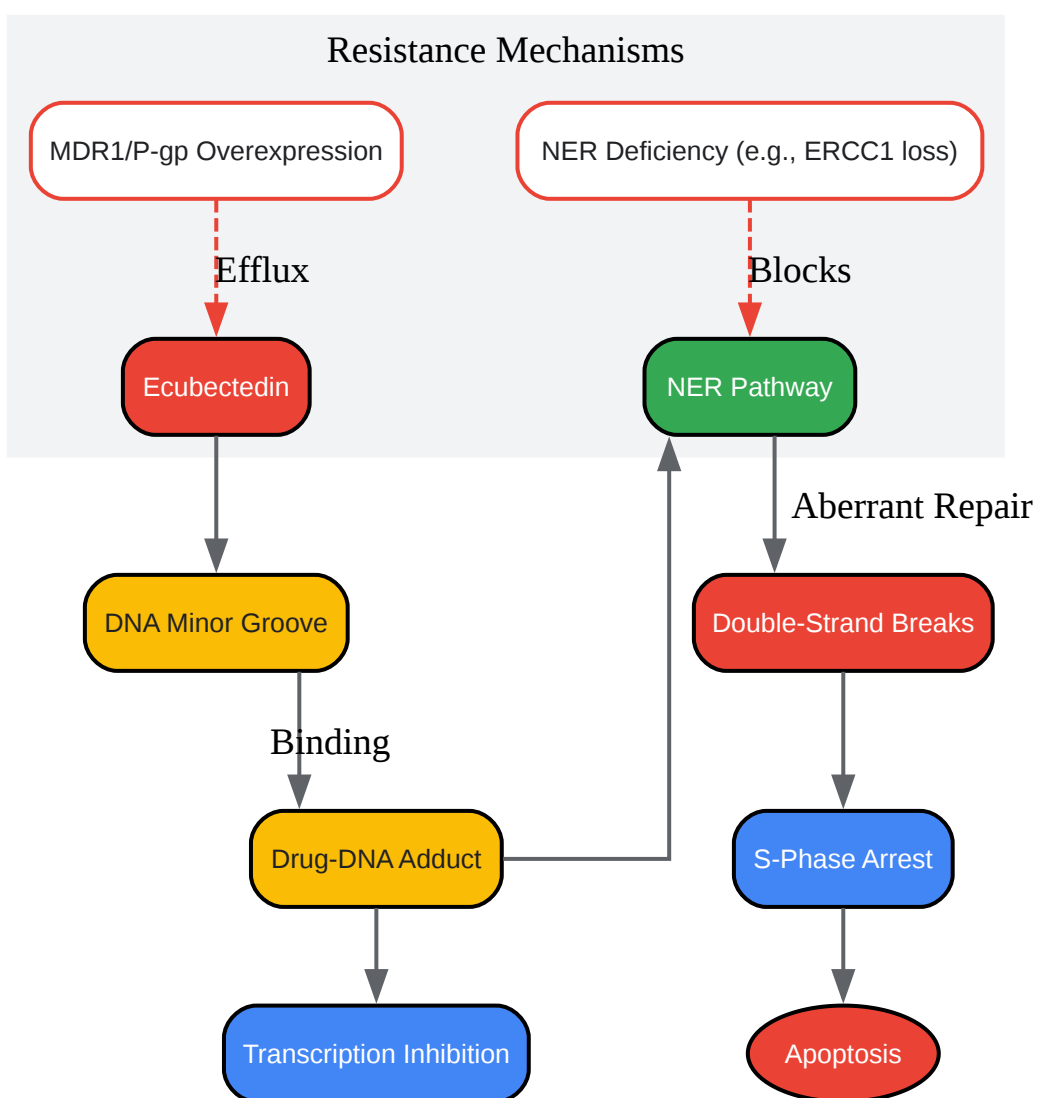 Resistance Mechanisms
MDR1/P-gp Overexpression
NER Deficiency (e.g., ERCC1 loss)
Efflux
Blocks
Ecubectedin
NER Pathway
Aberrant Repair
DNA Minor Groove
Double-Strand Breaks
Binding
Drug-DNA Adduct
S-Phase Arrest
Transcription Inhibition
Apoptosis